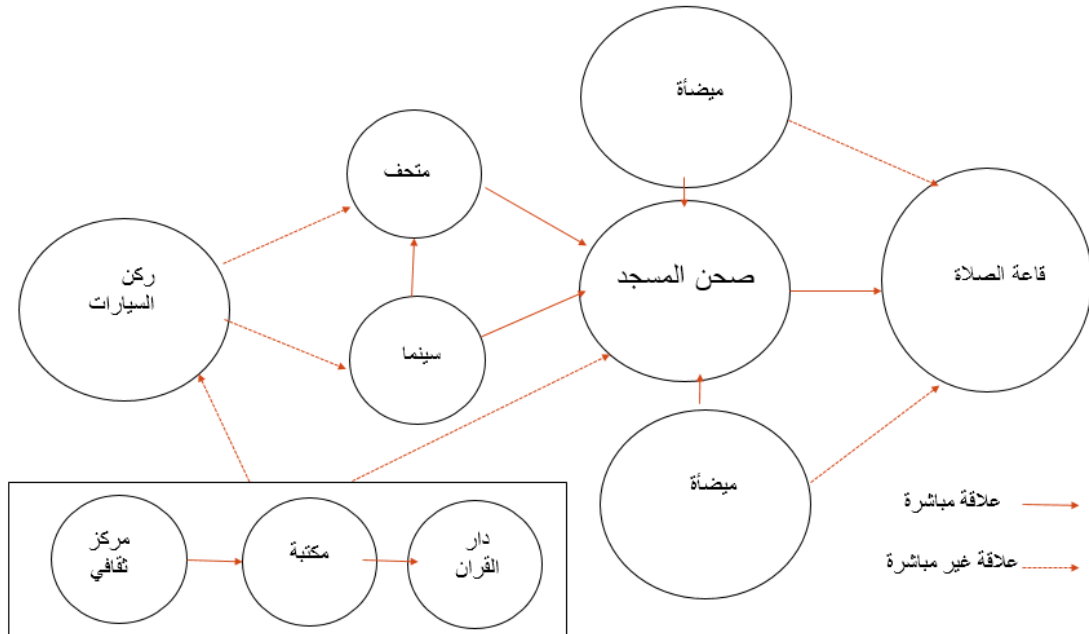 ميضأة
متحف
ركن
السيارات
صحن المسجد
قاعة الصلاة
سينما
ميضأة
علاقة مباشرة
مركز
ثقافي
مكتبة
دار
القران
علاقة غير مباشرة